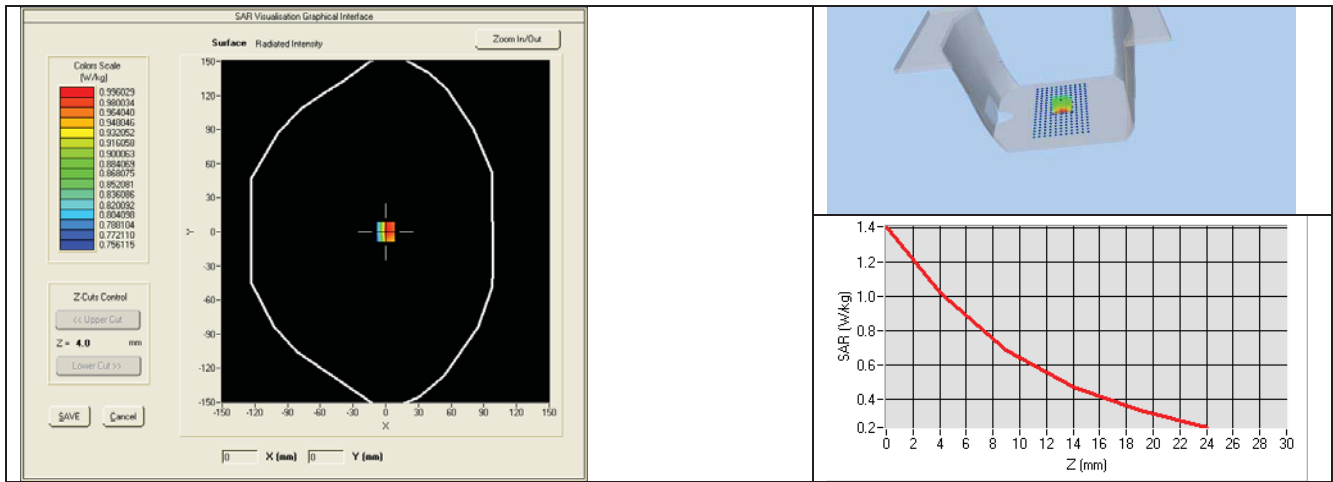 SAR Visualisation Graphical Interface
Surface Radiated Intensity
Zoom In/Out
Colors Scale
(W/kg)
0.996029
0.980034
0.964040
0.948046
0.932052
0.916058
0.900063
0.884069
0.868075
0.852081
0.836086
0.820092
0.804098
0.788104
0.772110
0.756115
Z-Cuts Control
<< Upper Cut
Z = 4.0 mm
Lower Cut >>
SAVE Cancel
150
120
90
60
30
0
-30
-60
-90
-120
-150
Y
-150 -120 -90 -60 -30 0 30 60 90 120 150
X
0 X (mm) 0 Y (mm)
1.4
1.2
1.0
0.8
0.6
0.4
0.2
SAR (W/kg)
0 2 4 6 8 10 12 14 16 18 20 22 24 26 28 30
Z (mm)